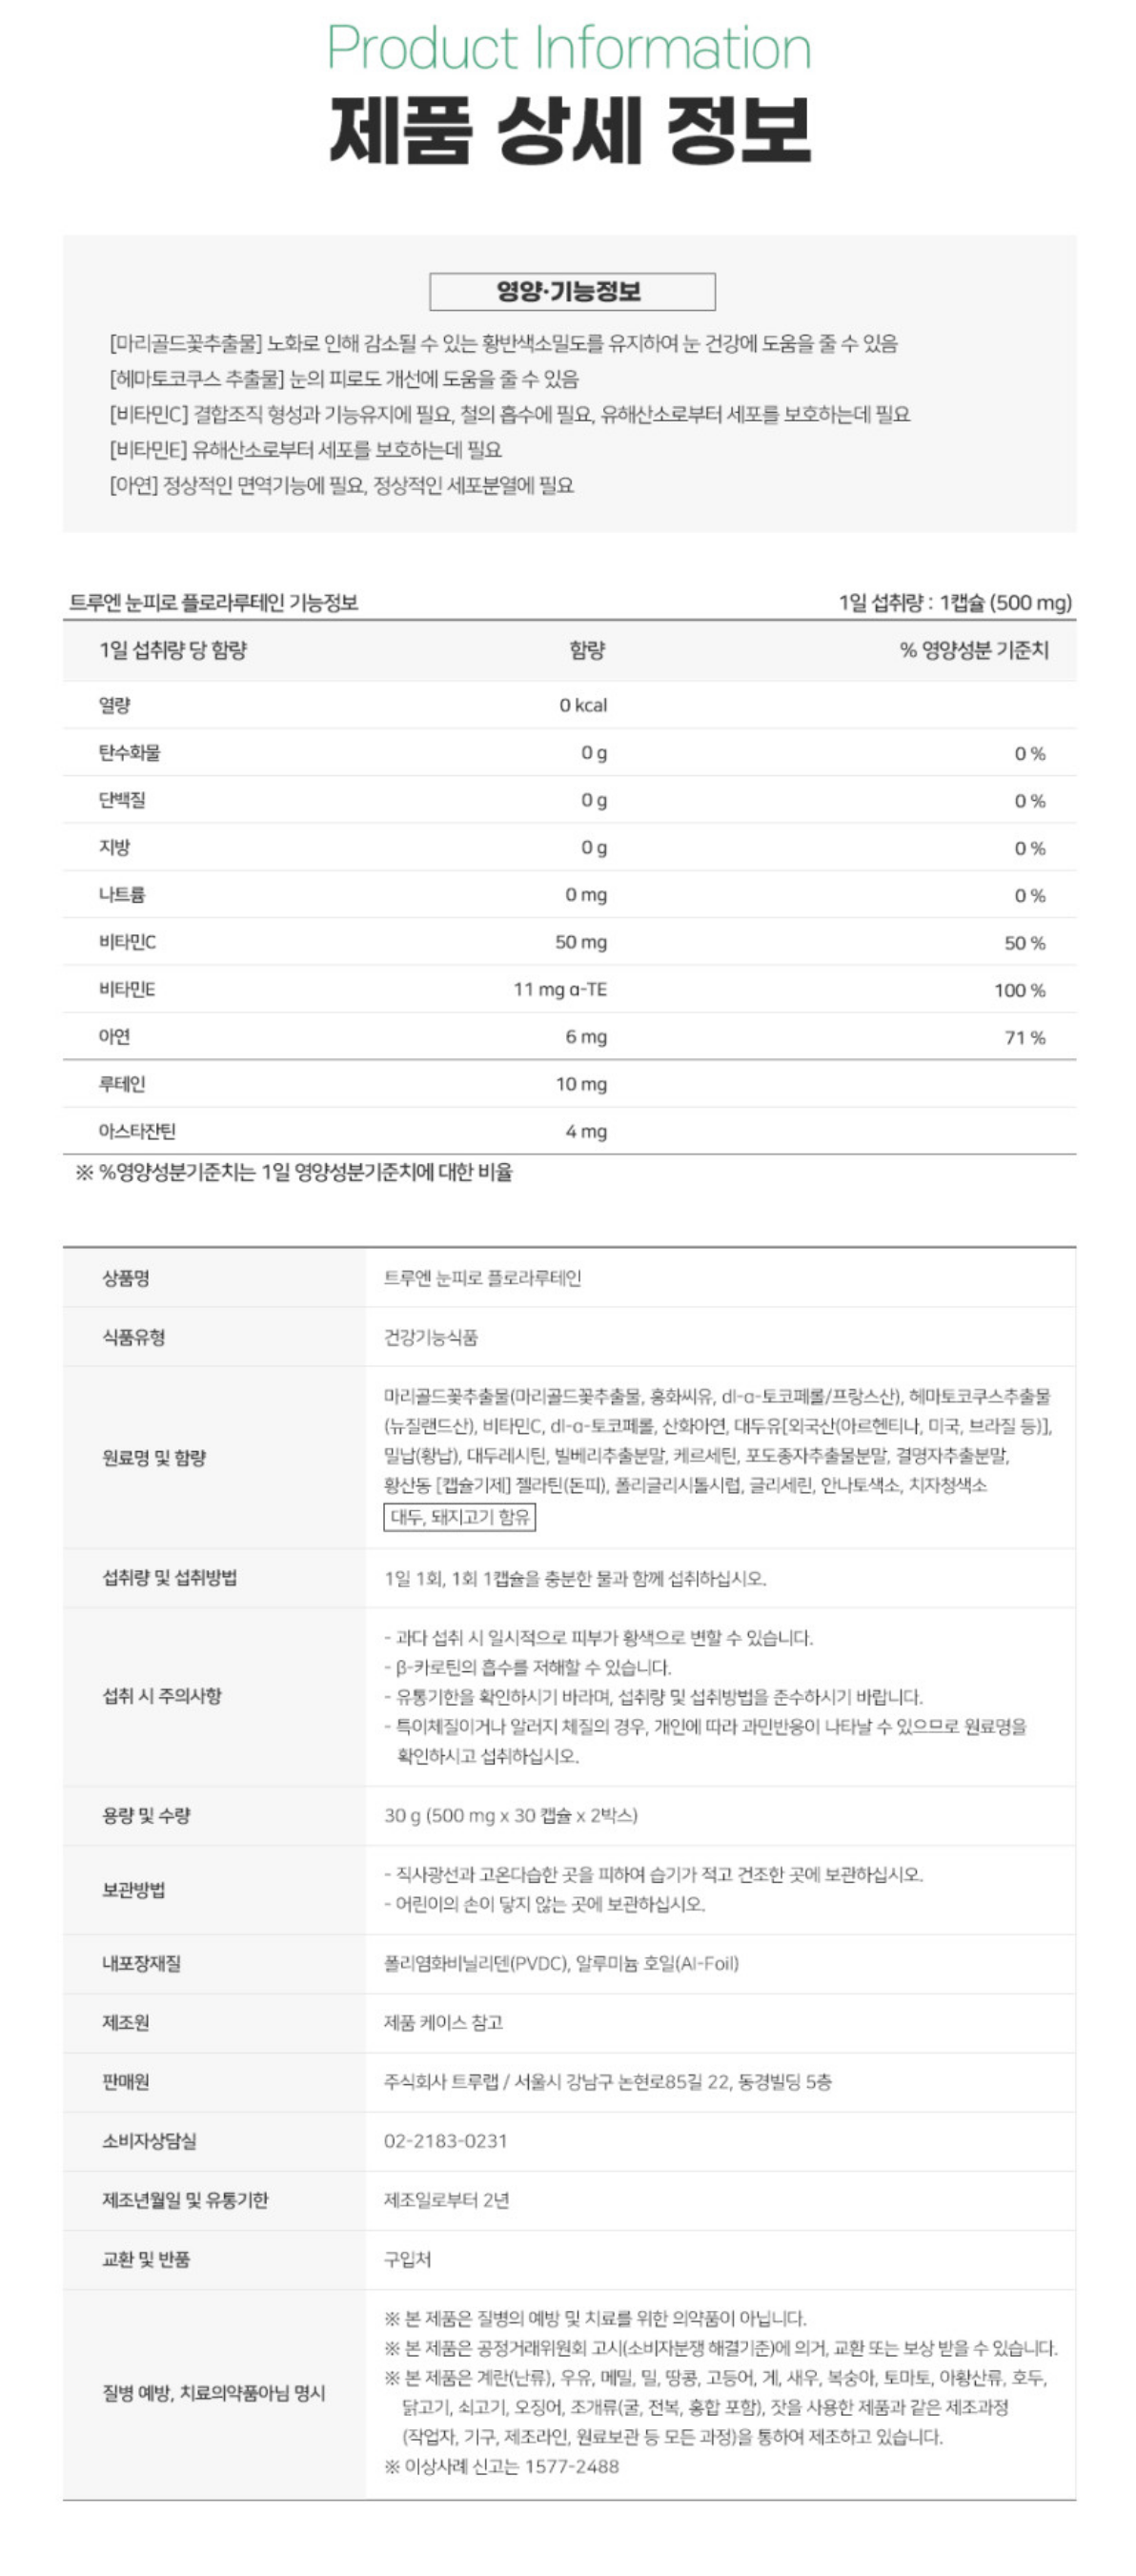 Product Information
제품 상세 정보
영양·기능정보
[마리골드꽃추출물] 노화로 인해 감소될 수 있는 황반색소밀도를 유지하여 눈 건강에 도움을 줄 수 있음
[헤마토코쿠스 추출물] 눈의 피로도 개선에 도움을 줄 수 있음
[비타민C] 결합조직 형성과 기능유지에 필요, 철의 흡수에 필요, 유해산소로부터 세포를 보호하는데 필요
[비타민E] 유해산소로부터 세포를 보호하는데 필요
[아연] 정상적인 면역기능에 필요, 정상적인 세포분열에 필요
트루엔 눈피로 플로라루테인 기능정보 1일 섭취량 : 1캡슐 (500 mg)
1일 섭취량 당 함량 함량 % 영양성분 기준치
열량 0 kcal
탄수화물 0 g 0 %
단백질 0 g 0 %
지방 0 g 0 %
나트륨 0 mg 0 %
비타민C 50 mg 50 %
비타민E 11 mg α-TE 100 %
아연 6 mg 71 %
루테인 10 mg
아스타잔틴 4 mg
※ %영양성분기준치는 1일 영양성분기준치에 대한 비율
상품명 트루엔 눈피로 플로라루테인
식품유형 건강기능식품
원료명 및 함량
마리골드꽃추출물(마리골드꽃추출물, 홍화씨유, dl-α-토코페롤/프랑스산), 헤마토코쿠스추출물
(뉴질랜드산), 비타민C, dl-α-토코페롤, 산화아연, 대두유[외국산(아르헨티나, 미국, 브라질 등)],
밀납(황납), 대두레시틴, 빌베리추출분말, 케르세틴, 포도종자추출물분말, 결명자추출분말,
황산동 [캡슐기제] 젤라틴(돈피), 폴리글리시톨시럽, 글리세린, 안나토색소, 치자청색소
대두, 돼지고기 함유
섭취량 및 섭취방법 1일 1회, 1회 1캡슐을 충분한 물과 함께 섭취하십시오.
섭취 시 주의사항
- 과다 섭취 시 일시적으로 피부가 황색으로 변할 수 있습니다.
- β-카로틴의 흡수를 저해할 수 있습니다.
- 유통기한을 확인하시기 바라며, 섭취량 및 섭취방법을 준수하시기 바랍니다.
- 특이체질이거나 알러지 체질의 경우, 개인에 따라 과민반응이 나타날 수 있으므로 원료명을
확인하시고 섭취하십시오.
용량 및 수량 30 g (500 mg x 30 캡슐 x 2박스)
보관방법
- 직사광선과 고온다습한 곳을 피하여 습기가 적고 건조한 곳에 보관하십시오.
- 어린이의 손이 닿지 않는 곳에 보관하십시오.
내포장재질 폴리염화비닐리덴(PVDC), 알루미늄 호일(Al-Foil)
제조원 제품 케이스 참고
판매원 주식회사 트루랩 / 서울시 강남구 논현로85길 22, 동경빌딩 5층
소비자상담실 02-2183-0231
제조년월일 및 유통기한 제조일로부터 2년
교환 및 반품 구입처
질병 예방, 치료의약품아님 명시
※ 본 제품은 질병의 예방 및 치료를 위한 의약품이 아닙니다.
※ 본 제품은 공정거래위원회 고시(소비자분쟁 해결기준)에 의거, 교환 또는 보상 받을 수 있습니다.
※ 본 제품은 계란(난류), 우유, 메밀, 밀, 땅콩, 고등어, 게, 새우, 복숭아, 토마토, 아황산류, 호두,
닭고기, 쇠고기, 오징어, 조개류(굴, 전복, 홍합 포함), 잣을 사용한 제품과 같은 제조과정
(작업자, 기구, 제조라인, 원료보관 등 모든 과정)을 통하여 제조하고 있습니다.
※ 이상사례 신고는 1577-2488